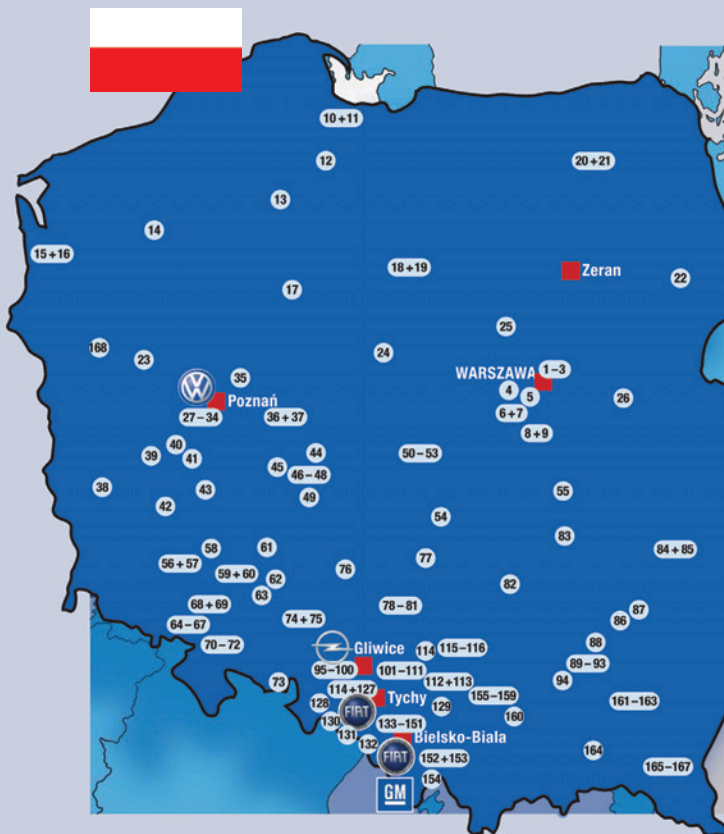 10 + 11
12
20 + 21
13
14
15 + 16
18 + 19
Zeran
22
17
25
168
23
24
35
WARSZAWA
1 – 3
4
5
26
Poznań
27 – 34
36 + 37
6 + 7
8 + 9
40
39
41
44
50 – 53
45
46 – 48
38
43
49
55
42
54
83
58
61
84 + 85
56 + 57
59 + 60
62
76
77
82
63
68 + 69
78 – 81
87
64 – 67
74 + 75
86
70 – 72
Gliwice
114
115 – 116
88
95 – 100
101 – 111
89 – 93
73
112 + 113
94
114 + 127
Tychy
155 – 159
128
129
161 – 163
FIAT
160
130
133 – 151
131
132
Bielsko-Biala
FIAT
152 + 153
164
154
165 – 167
GM